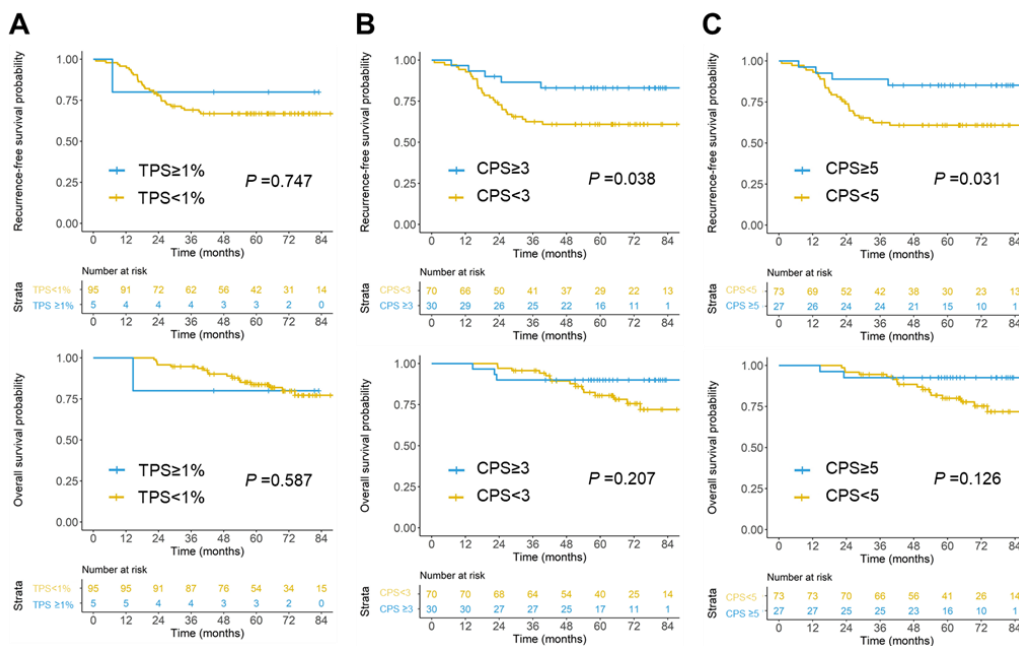 A
Recurrence-free survival probability
1.00
0.75
0.50
0.25
0.00
TPS≥1%
TPS<1%
P =0.747
0 12 24 36 48 60 72 84
Time (months)
Number at risk
Strata
TPS<1% 95 91 72 62 56 42 31 14
TPS ≥1% 5 4 4 4 3 3 2 0
0 12 24 36 48 60 72 84
Time (months)
Overall survival probability
1.00
0.75
0.50
0.25
0.00
TPS≥1%
TPS<1%
P =0.587
0 12 24 36 48 60 72 84
Time (months)
Number at risk
Strata
TPS<1% 95 95 91 87 76 54 34 15
TPS ≥1% 5 5 4 4 3 3 2 0
0 12 24 36 48 60 72 84
Time (months)
B
Recurrence-free survival probability
1.00
0.75
0.50
0.25
0.00
CPS≥3
CPS<3
P =0.038
0 12 24 36 48 60 72 84
Time (months)
Number at risk
Strata
CPS<3 70 66 50 41 37 29 22 13
CPS ≥3 30 29 26 25 22 16 11 1
0 12 24 36 48 60 72 84
Time (months)
Overall survival probability
1.00
0.75
0.50
0.25
0.00
CPS≥3
CPS<3
P =0.207
0 12 24 36 48 60 72 84
Time (months)
Number at risk
Strata
CPS<3 70 70 68 64 54 40 25 14
CPS ≥3 30 30 27 27 25 17 11 1
0 12 24 36 48 60 72 84
Time (months)
C
Recurrence-free survival probability
1.00
0.75
0.50
0.25
0.00
CPS≥5
CPS<5
P =0.031
0 12 24 36 48 60 72 84
Time (months)
Number at risk
Strata
CPS<5 73 69 52 42 38 30 23 13
CPS ≥5 27 26 24 24 21 15 10 1
0 12 24 36 48 60 72 84
Time (months)
Overall survival probability
1.00
0.75
0.50
0.25
0.00
CPS≥5
CPS<5
P =0.126
0 12 24 36 48 60 72 84
Time (months)
Number at risk
Strata
CPS<5 73 73 70 66 56 41 26 14
CPS ≥5 27 27 25 25 23 16 10 1
0 12 24 36 48 60 72 84
Time (months)